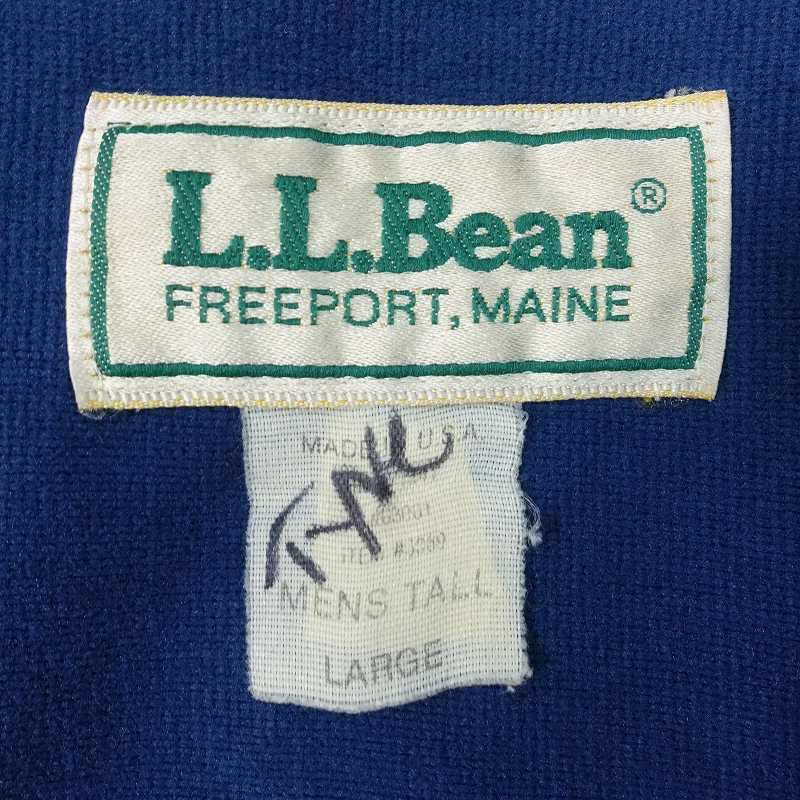 L.L.Bean®
FREEPORT, MAINE
MADE IN U.S.A.
MENS TALL
LARGE